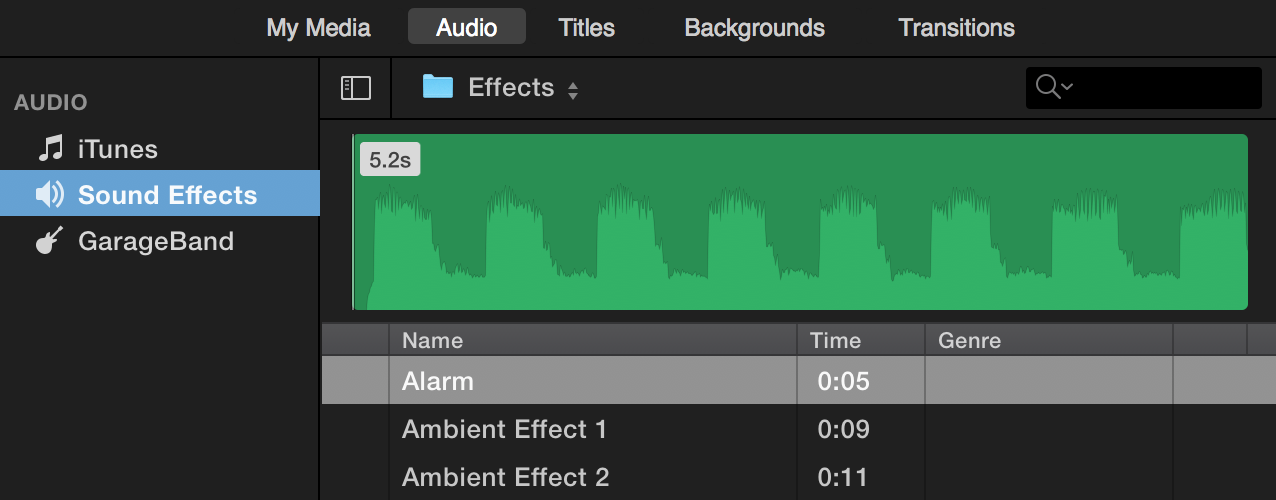 My Media Audio Titles Backgrounds Transitions
AUDIO
iTunes
Sound Effects
GarageBand
Effects
5.2s
Name Time Genre
Alarm 0:05
Ambient Effect 1 0:09
Ambient Effect 2 0:11